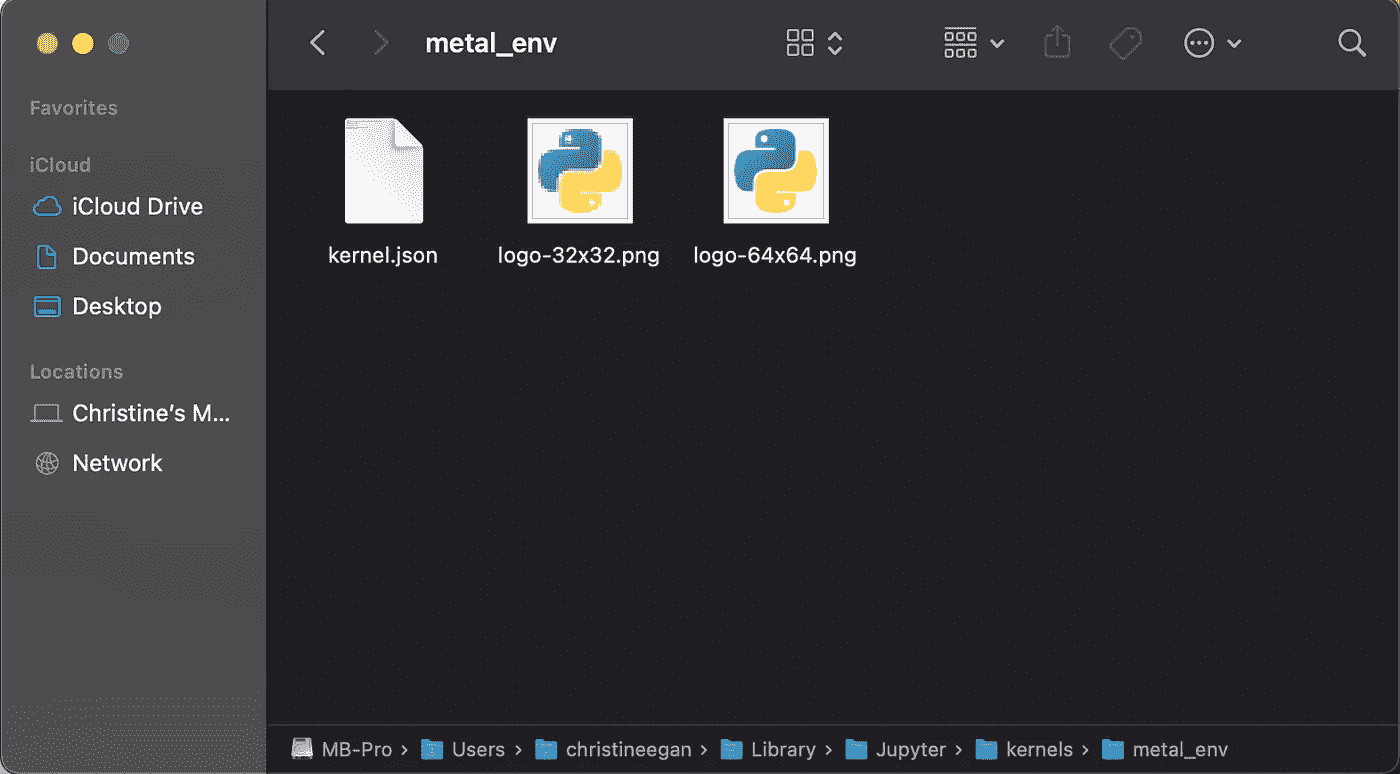 metal_env
Favorites
iCloud
iCloud Drive
Documents
Desktop
Locations
Christine's M...
Network
kernel.json
logo-32x32.png
logo-64x64.png
MB-Pro › Users › christineegan › Library › Jupyter › kernels › metal_env